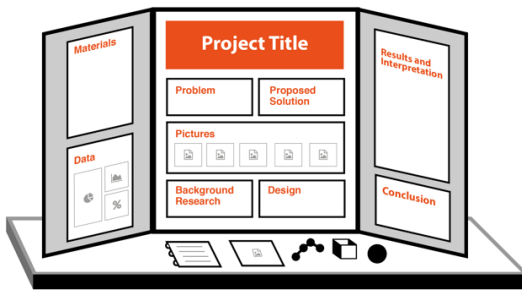 Materials
Data
%
Project Title
Problem
Proposed
Solution
Pictures
Background
Research
Design
Results and
Interpretation
Conclusion